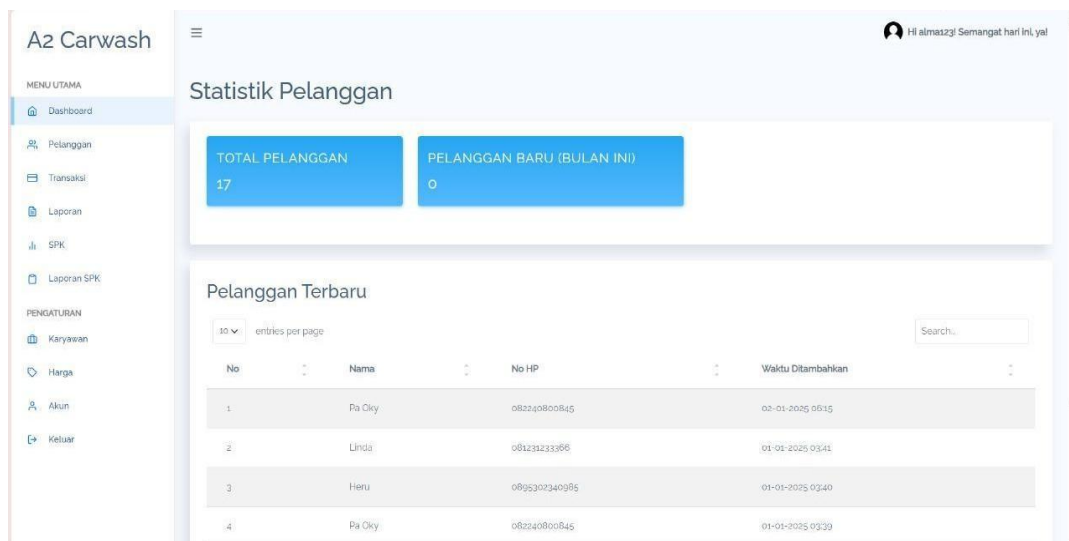 A2 Carwash
MENU UTAMA
Dashboard
Pelanggan
Transaksi
Laporan
SPK
Laporan SPK
PENGATURAN
Karyawan
Harga
Akun
Keluar
Hi alma123! Semangat hari ini, ya!
Statistik Pelanggan
TOTAL PELANGGAN
17
PELANGGAN BARU (BULAN INI)
0
Pelanggan Terbaru
10 entries per page
Search...
No Nama No HP Waktu Ditambahkan
1 Pa Oky 082240800845 02-01-2025 06:15
2 Linda 081231233366 01-01-2025 03:41
3 Heru 0895302340985 01-01-2025 03:40
4 Pa Oky 082240800845 01-01-2025 03:39